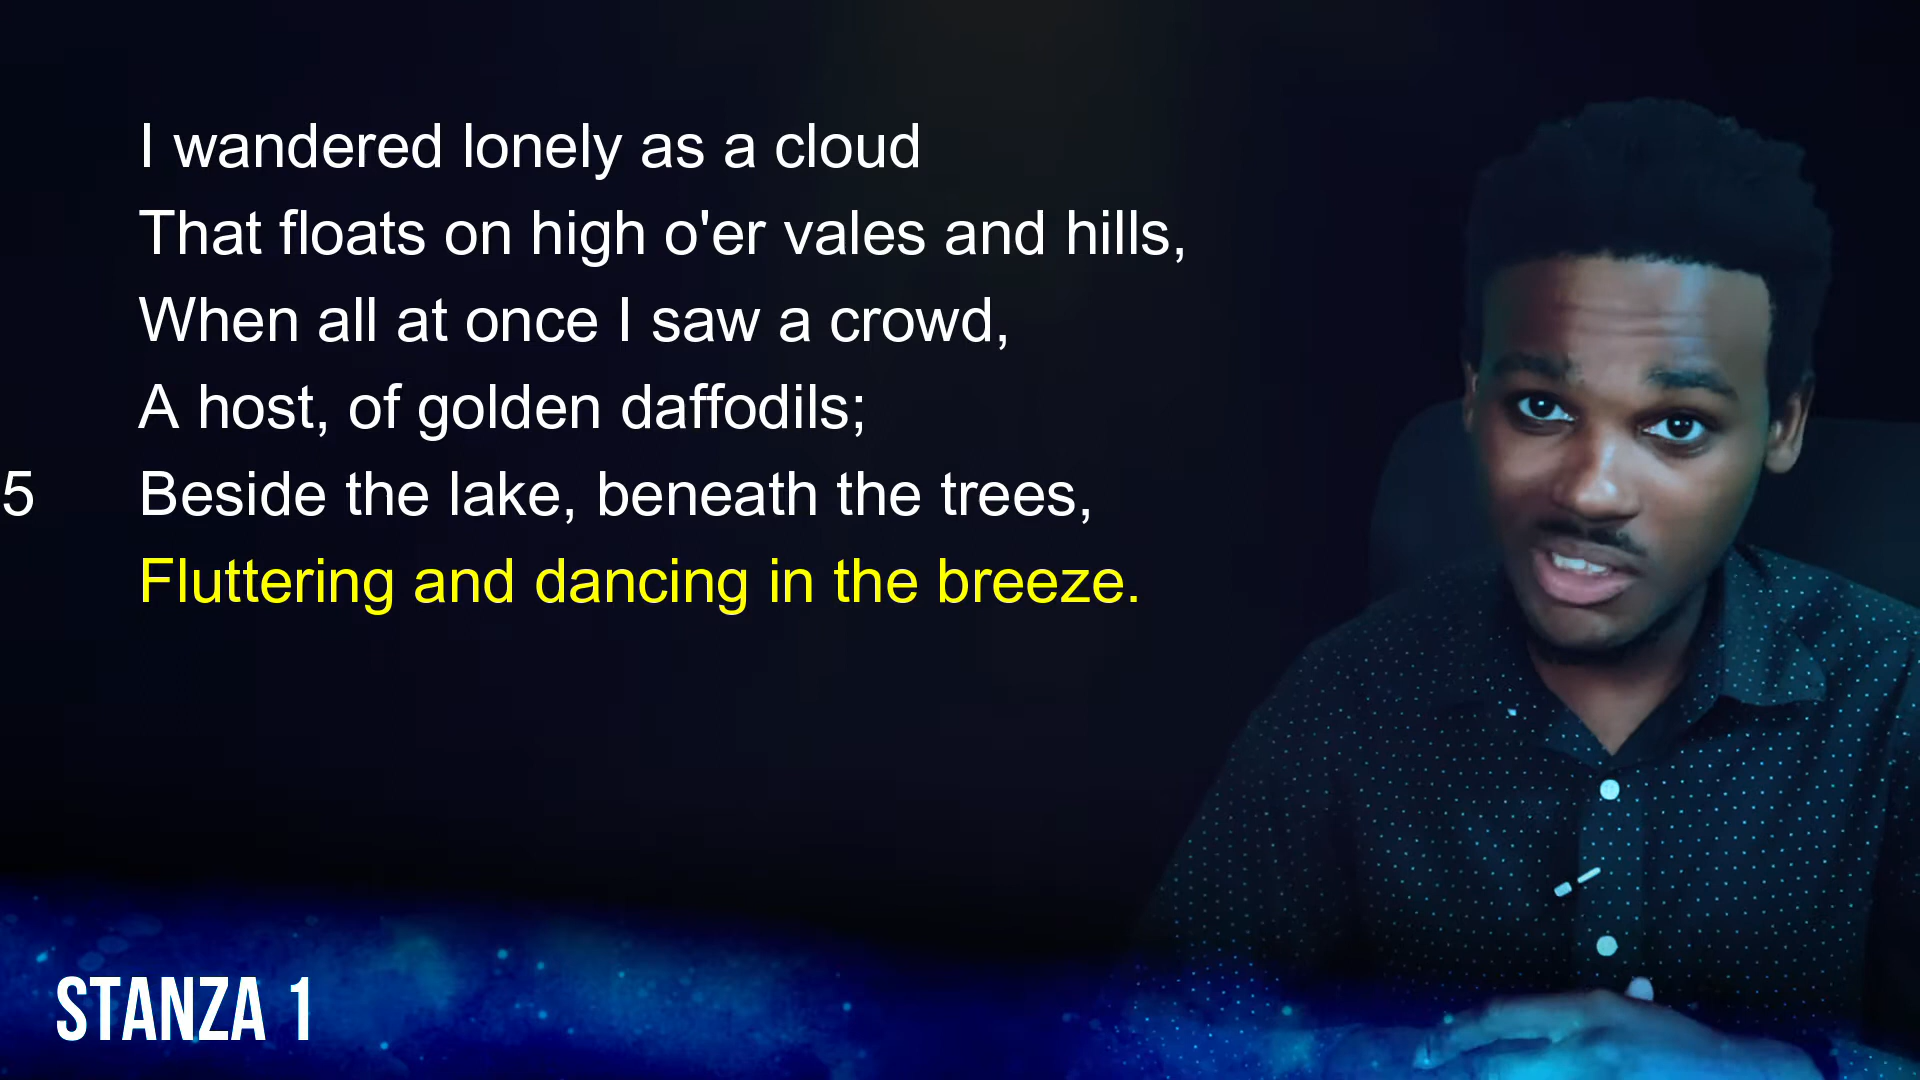 I wandered lonely as a cloud
That floats on high o'er vales and hills,
When all at once I saw a crowd,
A host, of golden daffodils;
5 Beside the lake, beneath the trees,
Fluttering and dancing in the breeze.
STANZA 1